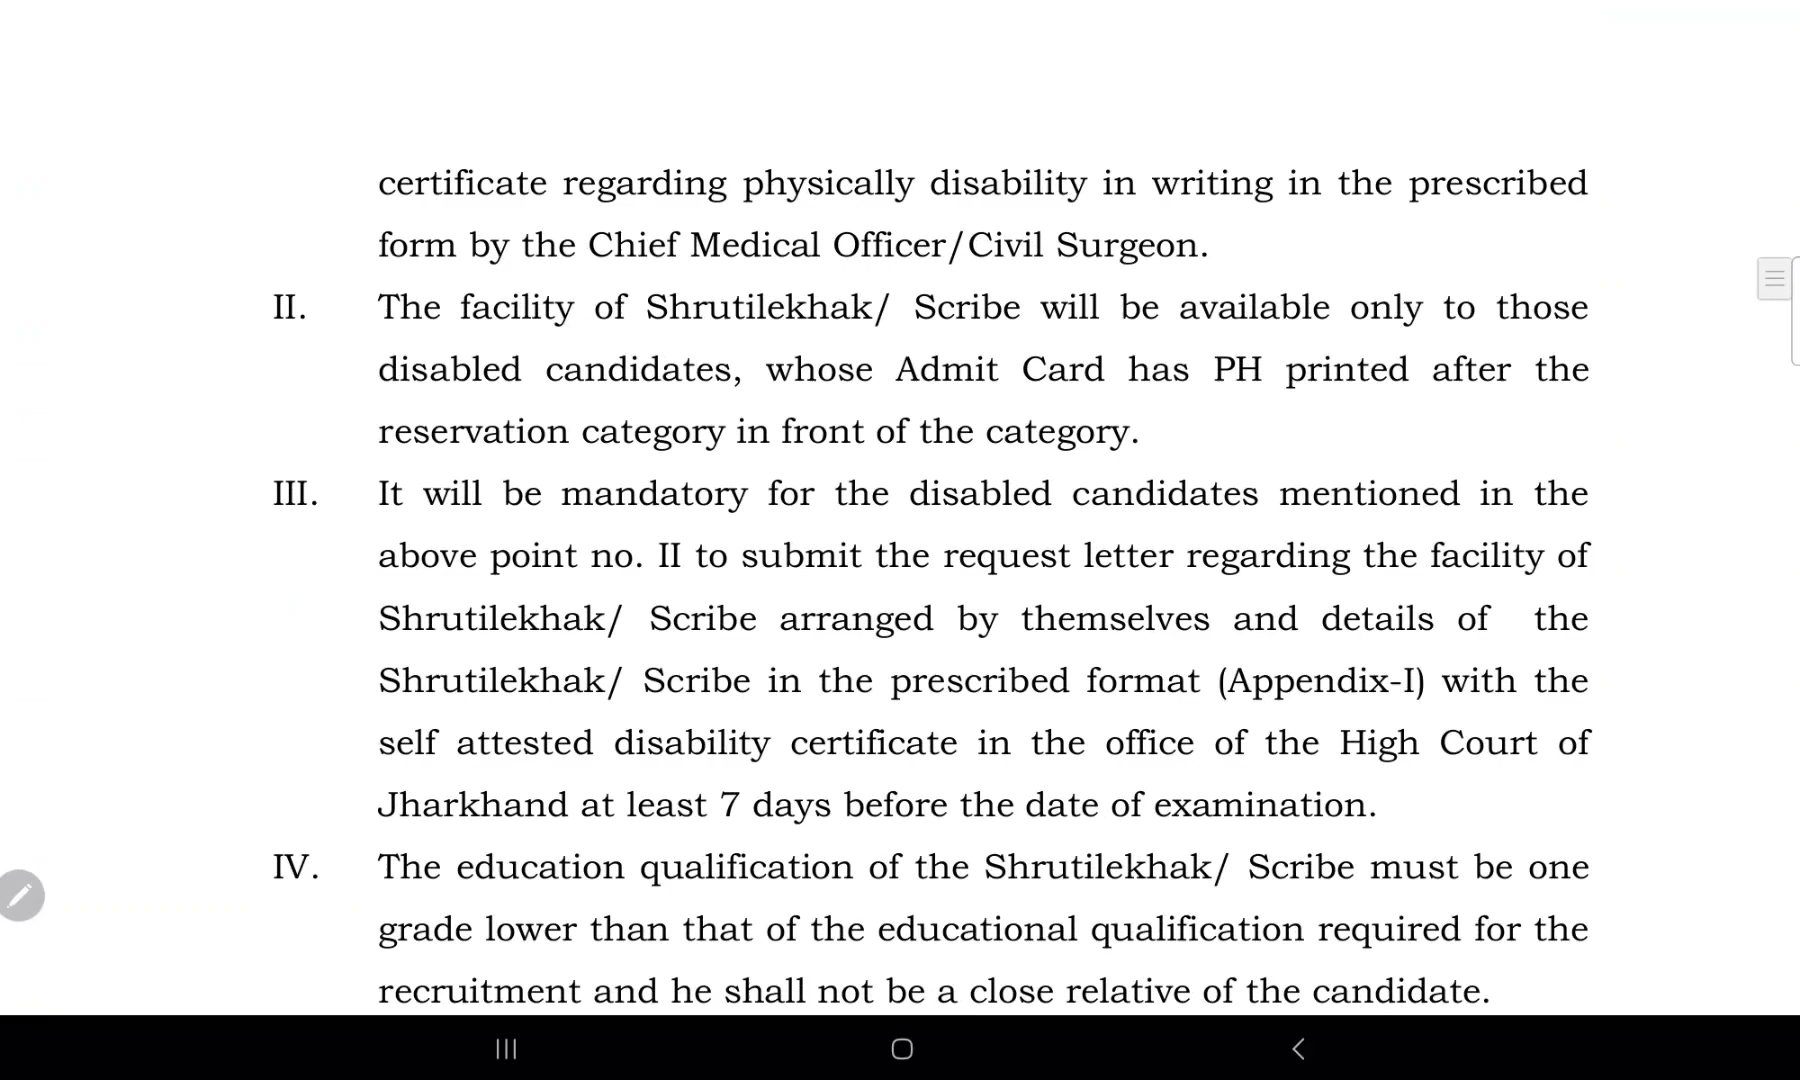 certificate regarding physically disability in writing in the prescribed
form by the Chief Medical Officer/Civil Surgeon.
II. The facility of Shrutilekhak/ Scribe will be available only to those
disabled candidates, whose Admit Card has PH printed after the
reservation category in front of the category.
III. It will be mandatory for the disabled candidates mentioned in the
above point no. II to submit the request letter regarding the facility of
Shrutilekhak/ Scribe arranged by themselves and details of the
Shrutilekhak/ Scribe in the prescribed format (Appendix-I) with the
self attested disability certificate in the office of the High Court of
Jharkhand at least 7 days before the date of examination.
IV. The education qualification of the Shrutilekhak/ Scribe must be one
grade lower than that of the educational qualification required for the
recruitment and he shall not be a close relative of the candidate.